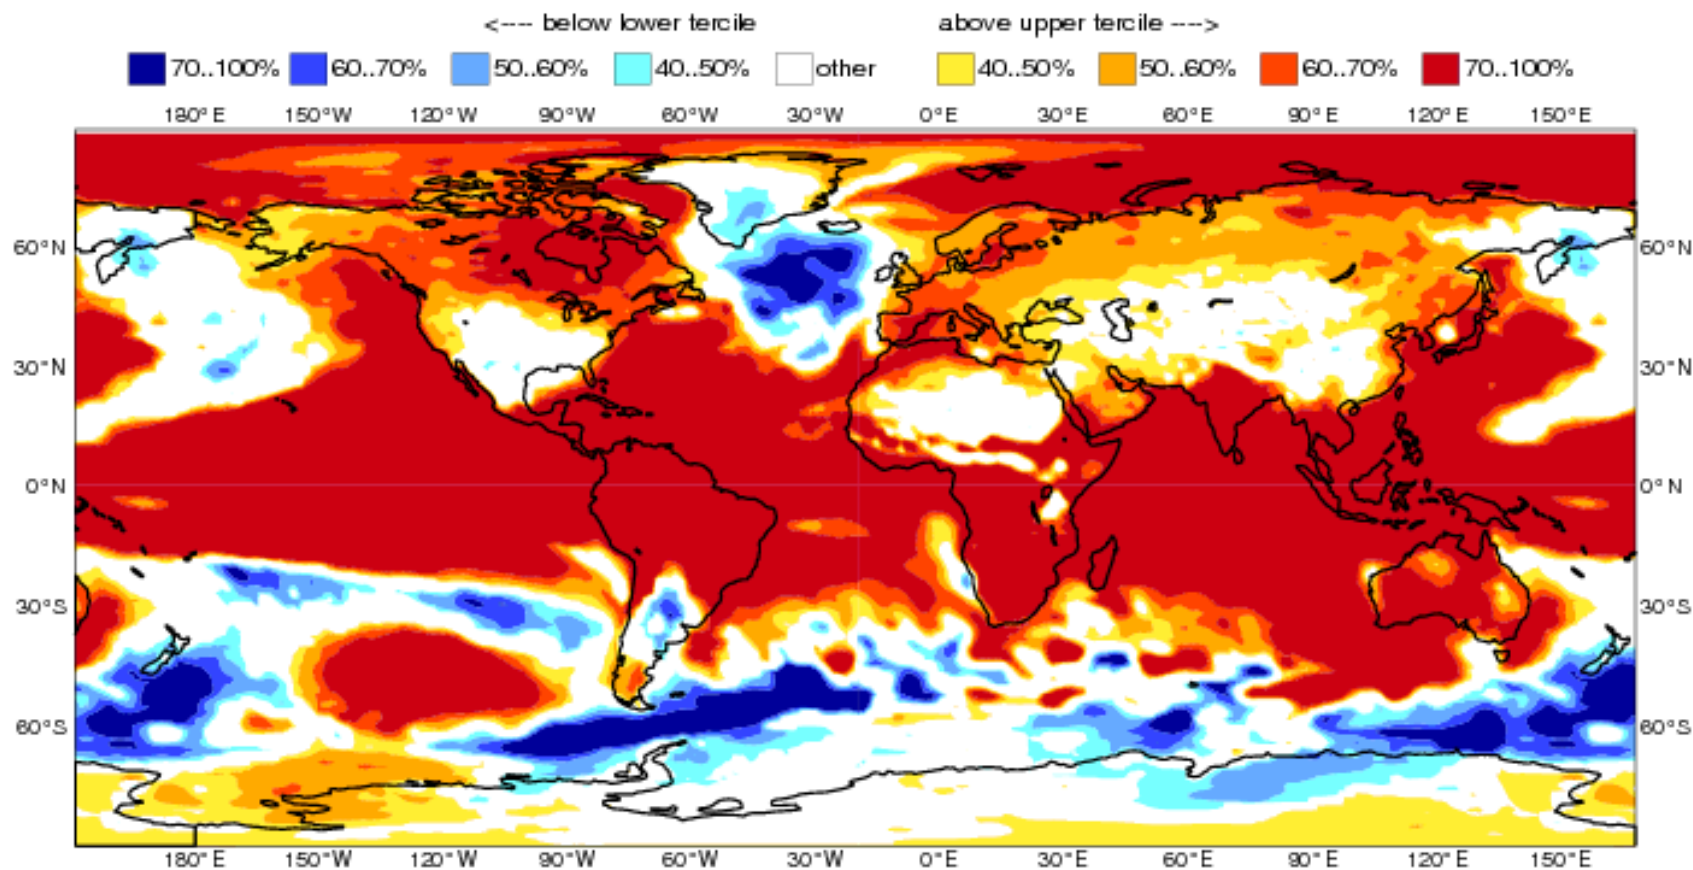 <---- below lower tercile above upper tercile ---->
70..100% 60..70% 50..60% 40..50% other 40..50% 50..60% 60..70% 70..100%
180°E 150°W 120°W 90°W 60°W 30°W 0°E 30°E 60°E 90°E 120°E 150°E
60°N 60°N
30°N 30°N
0°N 0°N
30°S 30°S
60°S 60°S
180°E 150°W 120°W 90°W 60°W 30°W 0°E 30°E 60°E 90°E 120°E 150°E